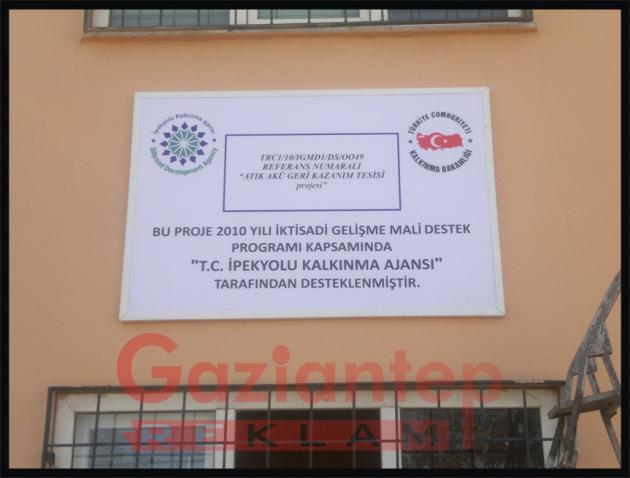 İpekyolu Kalkınma ajansı
Silkroad Development Agency
TÜRKİYE CUMHURİYETİ
KALKINMA BAKANLIĞI
TRC1/10/IGMD1/DS/OO49
REFERANS NUMARALI
“ATIK AKÜ GERİ KAZANIM TESİSİ
projesi”
BU PROJE 2010 YILI İKTİSADİ GELİŞME MALİ DESTEK
PROGRAMI KAPSAMINDA
"T.C. İPEKYOLU KALKINMA AJANSI"
TARAFINDAN DESTEKLENMİŞTİR.
Gaziantep
REKLAM